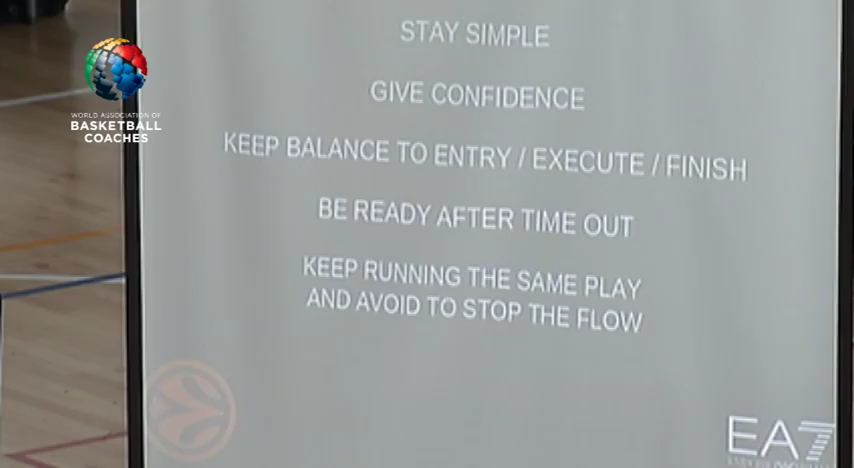 WORLD ASSOCIATION OF
BASKETBALL
COACHES
STAY SIMPLE
GIVE CONFIDENCE
KEEP BALANCE TO ENTRY / EXECUTE / FINISH
BE READY AFTER TIME OUT
KEEP RUNNING THE SAME PLAY
AND AVOID TO STOP THE FLOW
EA7